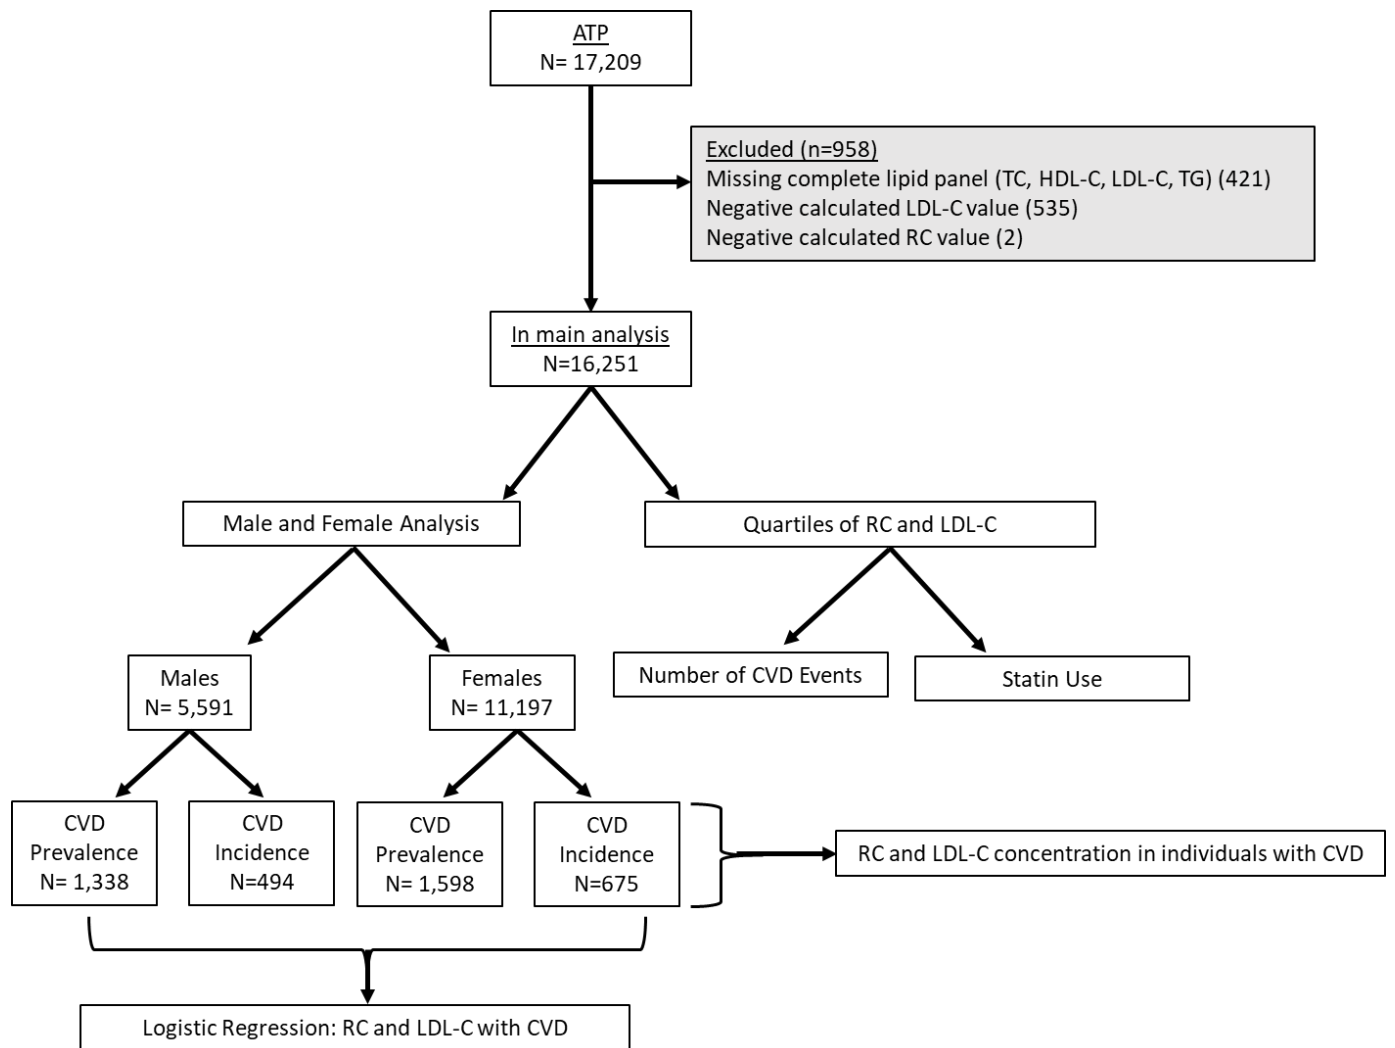 ATP
N= 17,209
Excluded (n=958)
Missing complete lipid panel (TC, HDL-C, LDL-C, TG) (421)
Negative calculated LDL-C value (535)
Negative calculated RC value (2)
In main analysis
N=16,251
Male and Female Analysis
Quartiles of RC and LDL-C
Males
N= 5,591
Females
N= 11,197
Number of CVD Events
Statin Use
CVD
Prevalence
N= 1,338
CVD
Incidence
N=494
CVD
Prevalence
N= 1,598
CVD
Incidence
N=675
RC and LDL-C concentration in individuals with CVD
Logistic Regression: RC and LDL-C with CVD